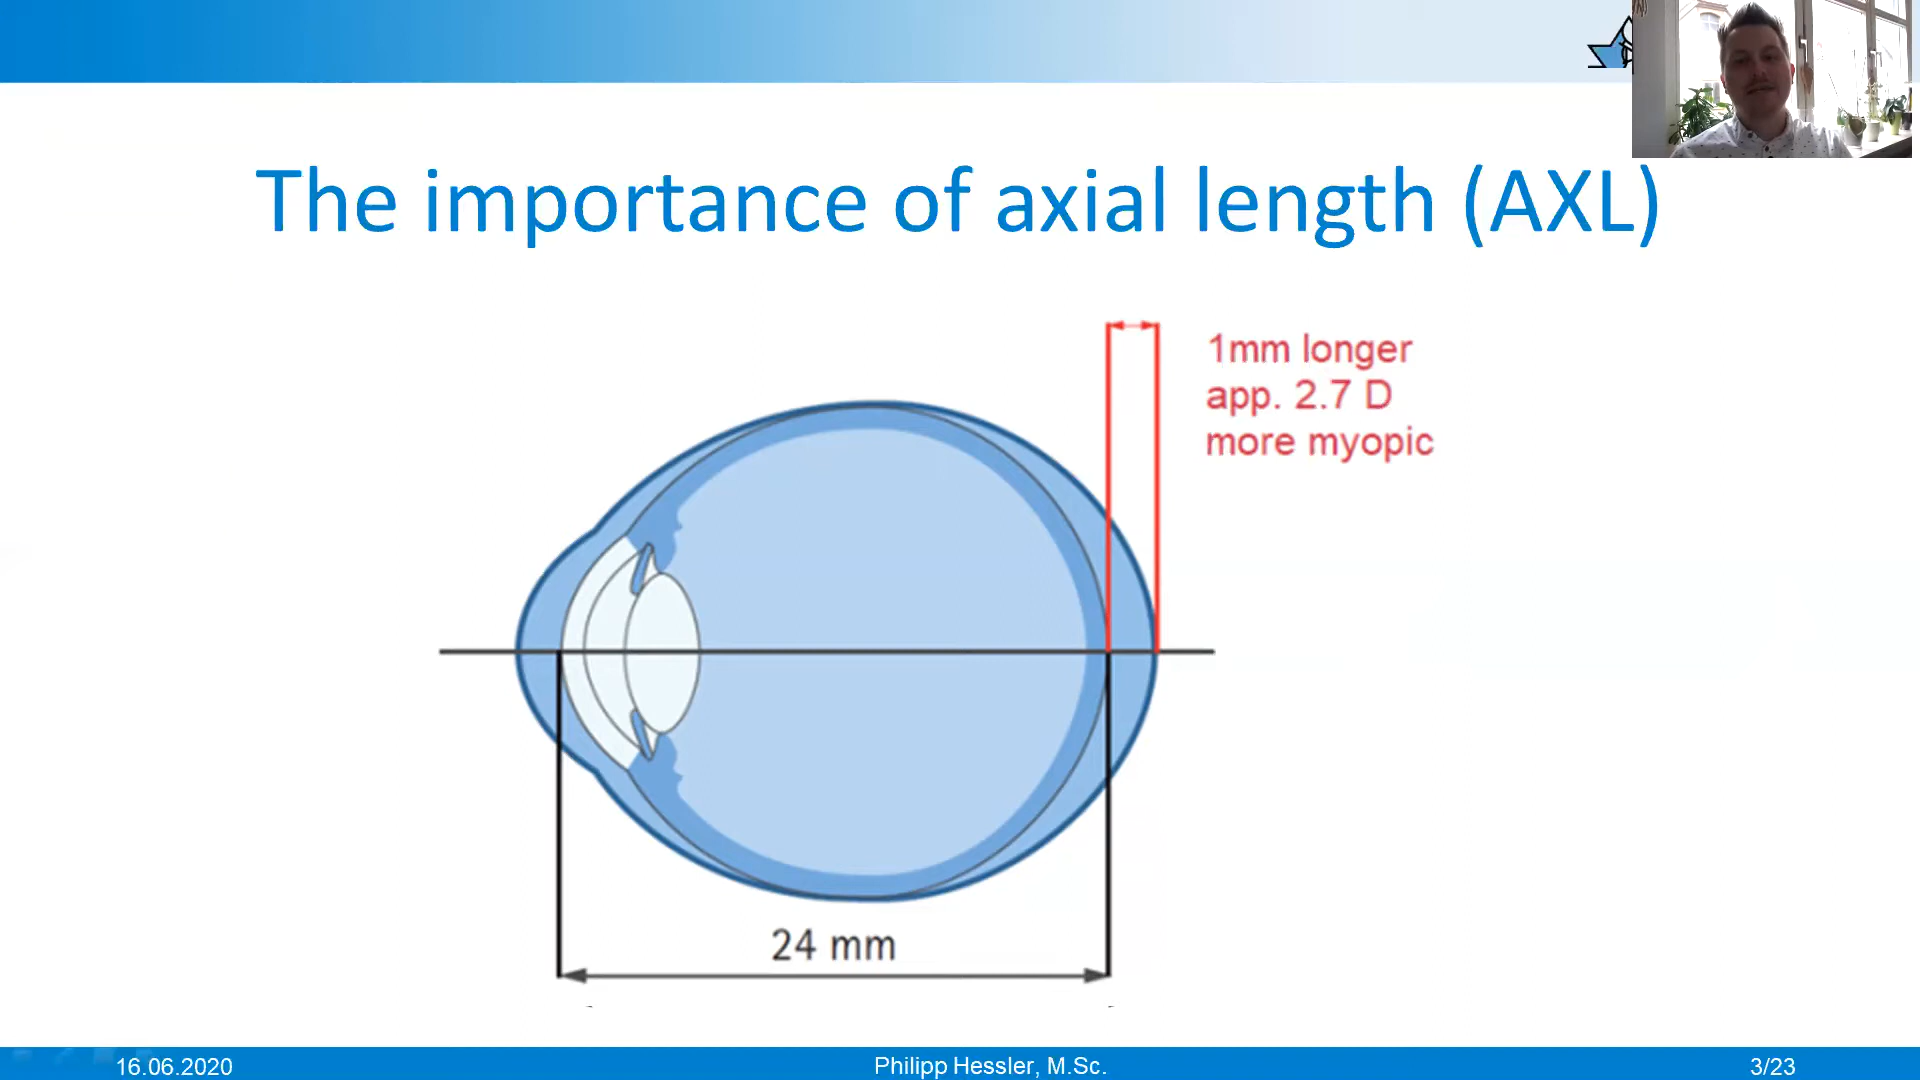 The importance of axial length (AXL)
1mm longer
app. 2.7 D
more myopic
24 mm
16.06.2020
Philipp Hessler, M.Sc.
3/23